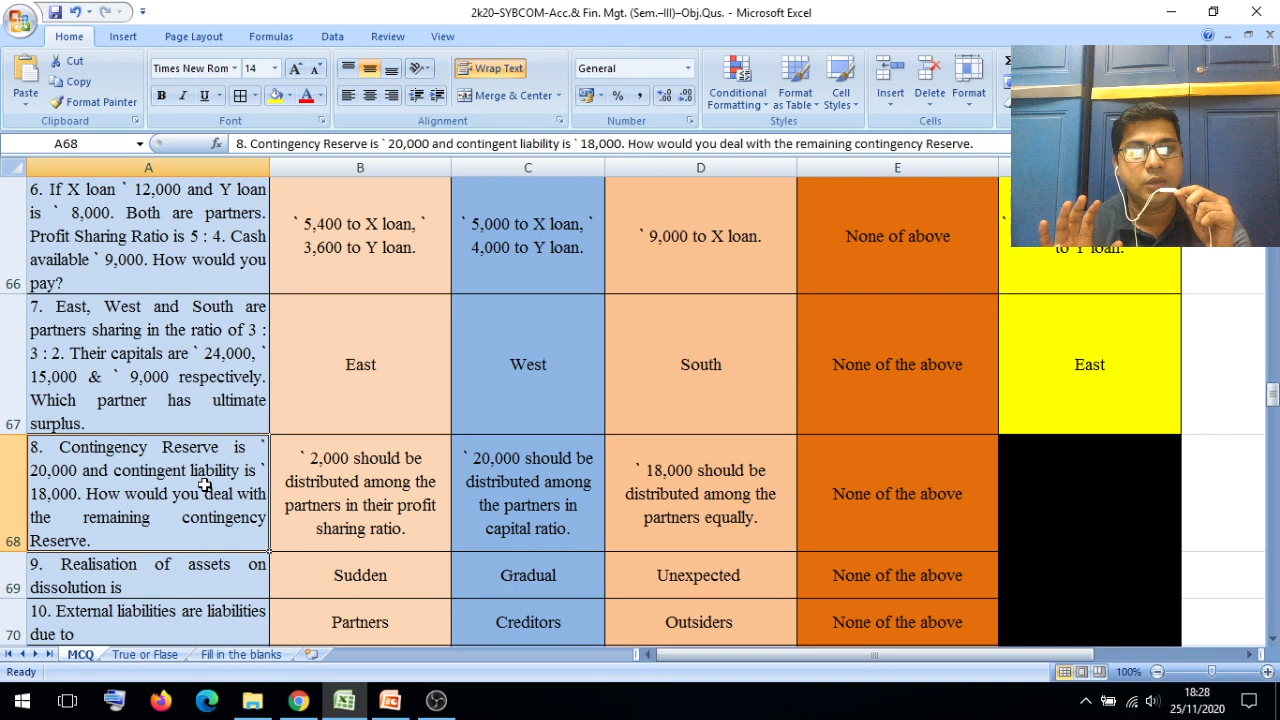 2k20–SYBCOM-Acc.& Fin. Mgt. (Sem.–III)–Obj.Qus. - Microsoft Excel
Home Insert Page Layout Formulas Data Review View
Cut
Copy
Format Painter
Paste
Clipboard
Times New Rom 14
Font
Wrap Text
Merge & Center
Alignment
General
Number
Conditional Formatting
Format as Table
Cell Styles
Styles
Insert Delete Format
Cells
A68 fx 8. Contingency Reserve is ` 20,000 and contingent liability is ` 18,000. How would you deal with the remaining contingency Reserve.
A B C D E
66
6. If X loan ` 12,000 and Y loan
is ` 8,000. Both are partners.
Profit Sharing Ratio is 5 : 4. Cash
available ` 9,000. How would you
pay?
` 5,400 to X loan, `
3,600 to Y loan.
` 5,000 to X loan, `
4,000 to Y loan.
` 9,000 to X loan.
None of above
to Y loan.
67
7. East, West and South are
partners sharing in the ratio of 3 :
3 : 2. Their capitals are ` 24,000, `
15,000 & ` 9,000 respectively.
Which partner has ultimate
surplus.
East
West
South
None of the above
East
68
8. Contingency Reserve is `
20,000 and contingent liability is `
18,000. How would you deal with
the remaining contingency
Reserve.
` 2,000 should be
distributed among the
partners in their profit
sharing ratio.
` 20,000 should be
distributed among
the partners in
capital ratio.
` 18,000 should be
distributed among the
partners equally.
None of the above
69
9. Realisation of assets on
dissolution is
Sudden
Gradual
Unexpected
None of the above
70
10. External liabilities are liabilities
due to
Partners
Creditors
Outsiders
None of the above
MCQ True or Flase Fill in the blanks
Ready 100%
18:28
25/11/2020